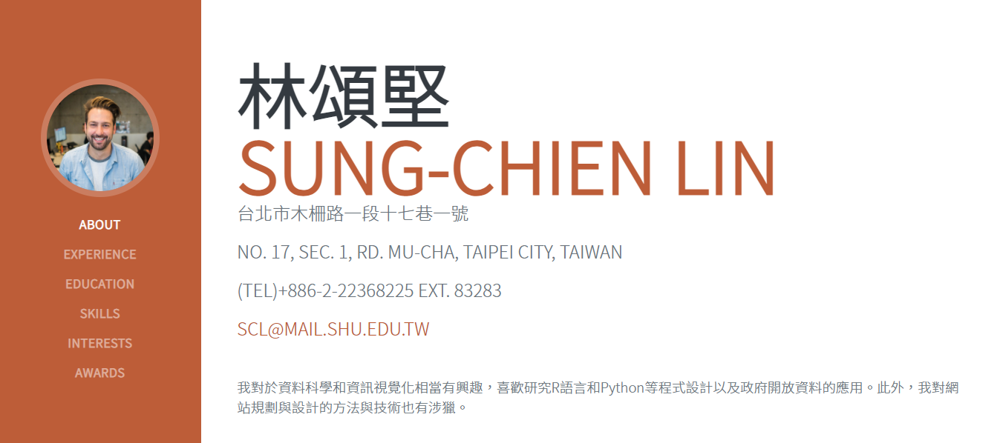 ABOUT
EXPERIENCE
EDUCATION
SKILLS
INTERESTS
AWARDS
林頌堅
SUNG-CHIEN LIN
台北市木柵路一段十七巷一號
NO. 17, SEC. 1, RD. MU-CHA, TAIPEI CITY, TAIWAN
(TEL)+886-2-22368225 EXT. 83283
SCL@MAIL.SHU.EDU.TW
我對於資料科學和資訊視覺化相當有興趣，喜歡研究R語言和Python等程式設計以及政府開放資料的應用。此外，我對網
站規劃與設計的方法與技術也有涉獵。